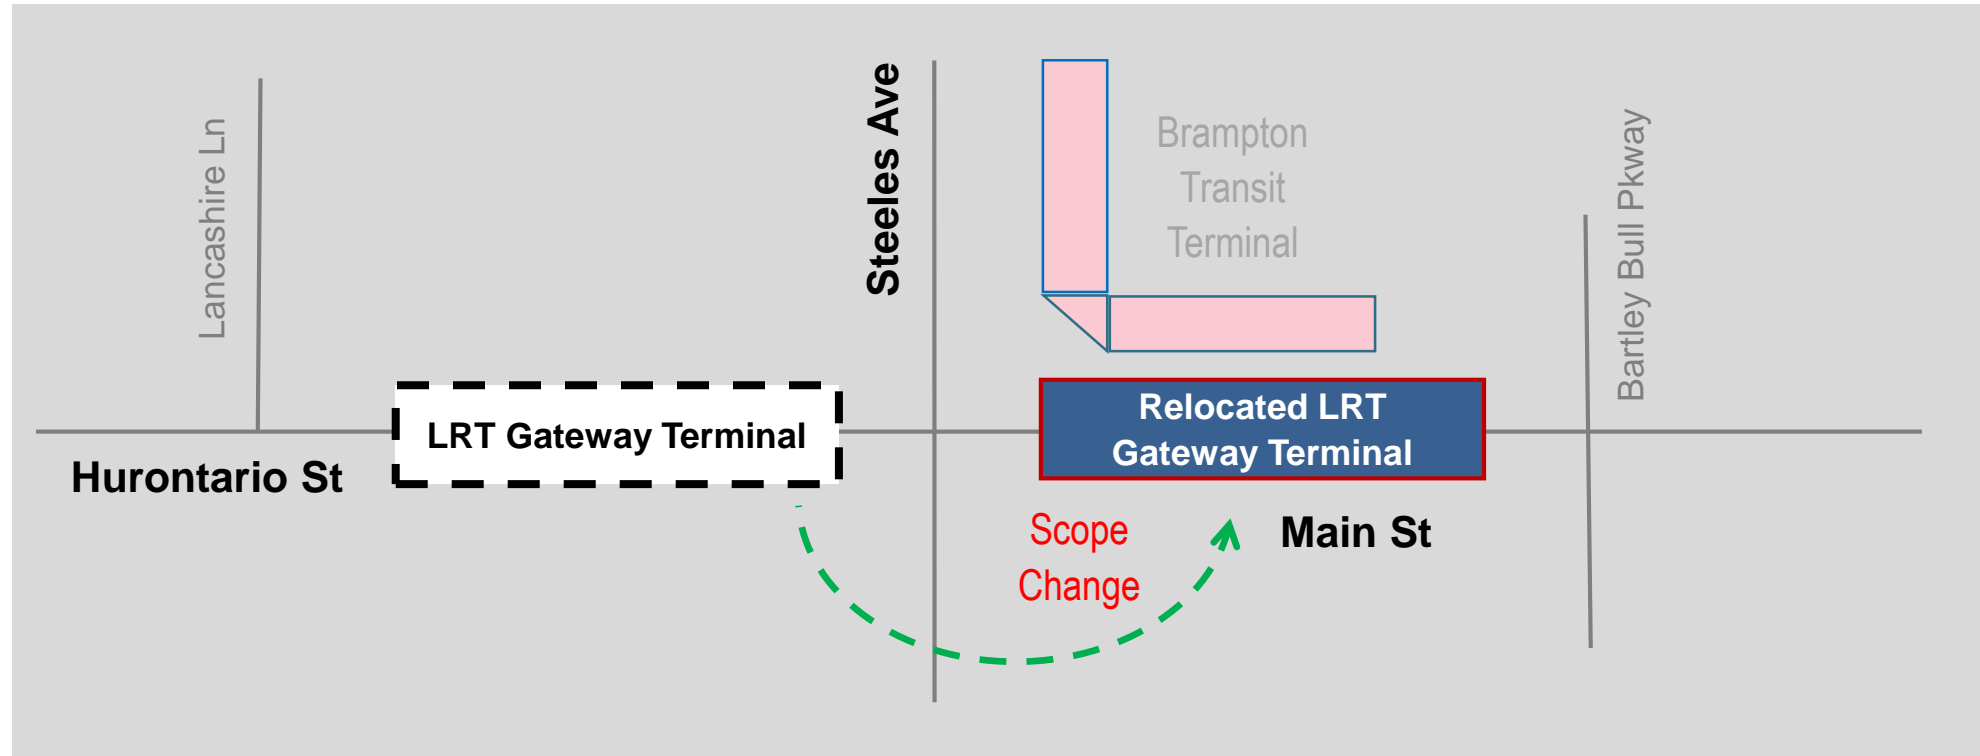 Lancashire Ln
Steeles Ave
Brampton
Transit
Terminal
Bartley Bull Pkway
LRT Gateway Terminal
Relocated LRT
Gateway Terminal
Hurontario St
Scope
Change
Main St